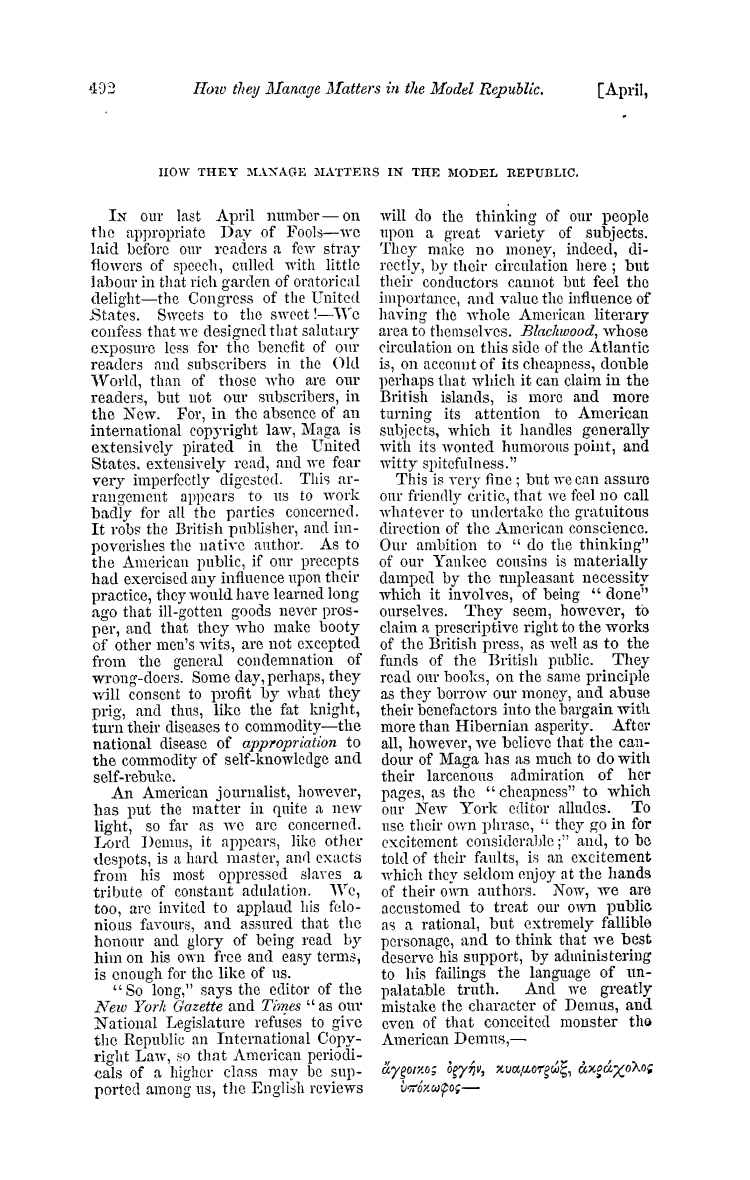 492 How they Manage Matters in the Model Republic. [April,
HOW THEY MANAGE MATTERS IN THE MODEL REPUBLIC.
IN our last April number—on
the appropriate Day of Fools—we
laid before our readers a few stray
flowers of speech, culled with little
labour in that rich garden of oratorical
delight—the Congress of the United
States. Sweets to the sweet!—We
confess that we designed that salutary
exposure less for the benefit of our
readers and subscribers in the Old
World, than of those who are our
readers, but not our subscribers, in
the New. For, in the absence of an
international copyright law, Maga is
extensively pirated in the United
States, extensively read, and we fear
very imperfectly digested. This ar-
rangement appears to us to work
badly for all the parties concerned.
It robs the British publisher, and im-
poverishes the native author. As to
the American public, if our precepts
had exercised any influence upon their
practice, they would have learned long
ago that ill-gotten goods never pros-
per, and that they who make booty
of other men's wits, are not excepted
from the general condemnation of
wrong-doers. Some day, perhaps, they
will consent to profit by what they
prig, and thus, like the fat knight,
turn their diseases to commodity—the
national disease of appropriation to
the commodity of self-knowledge and
self-rebuke.
An American journalist, however,
has put the matter in quite a new
light, so far as we are concerned.
Lord Demus, it appears, like other
despots, is a hard master, and exacts
from his most oppressed slaves a
tribute of constant adulation. We,
too, are invited to applaud his felo-
nious favours, and assured that the
honour and glory of being read by
him on his own free and easy terms,
is enough for the like of us.
"So long," says the editor of the
New York Gazette and Times "as our
National Legislature refuses to give
the Republic an International Copy-
right Law, so that American periodi-
cals of a higher class may be sup-
ported among us, the English reviews
will do the thinking of our people
upon a great variety of subjects.
They make no money, indeed, di-
rectly, by their circulation here; but
their conductors cannot but feel the
importance, and value the influence of
having the whole American literary
area to themselves. Blackwood, whose
circulation on this side of the Atlantic
is, on account of its cheapness, double
perhaps that which it can claim in the
British islands, is more and more
turning its attention to American
subjects, which it handles generally
with its wonted humorous point, and
witty spitefulness."
This is very fine; but we can assure
our friendly critic, that we feel no call
whatever to undertake the gratuitous
direction of the American conscience.
Our ambition to "do the thinking"
of our Yankee cousins is materially
damped by the unpleasant necessity
which it involves, of being "done"
ourselves. They seem, however, to
claim a prescriptive right to the works
of the British press, as well as to the
funds of the British public. They
read our books, on the same principle
as they borrow our money, and abuse
their benefactors into the bargain with
more than Hibernian asperity. After
all, however, we believe that the can-
dour of Maga has as much to do with
their larcenous admiration of her
pages, as the "cheapness" to which
our New York editor alludes. To
use their own phrase, "they go in for
excitement considerable;" and, to be
told of their faults, is an excitement
which they seldom enjoy at the hands
of their own authors. Now, we are
accustomed to treat our own public
as a rational, but extremely fallible
personage, and to think that we best
deserve his support, by administering
to his failings the language of un-
palatable truth. And we greatly
mistake the character of Demus, and
even of that conceited monster the
American Demus,—
ἄγροικος ὀργήν, κυαμοτρώξ, ἀκράχολος
ὑπόκωφος—